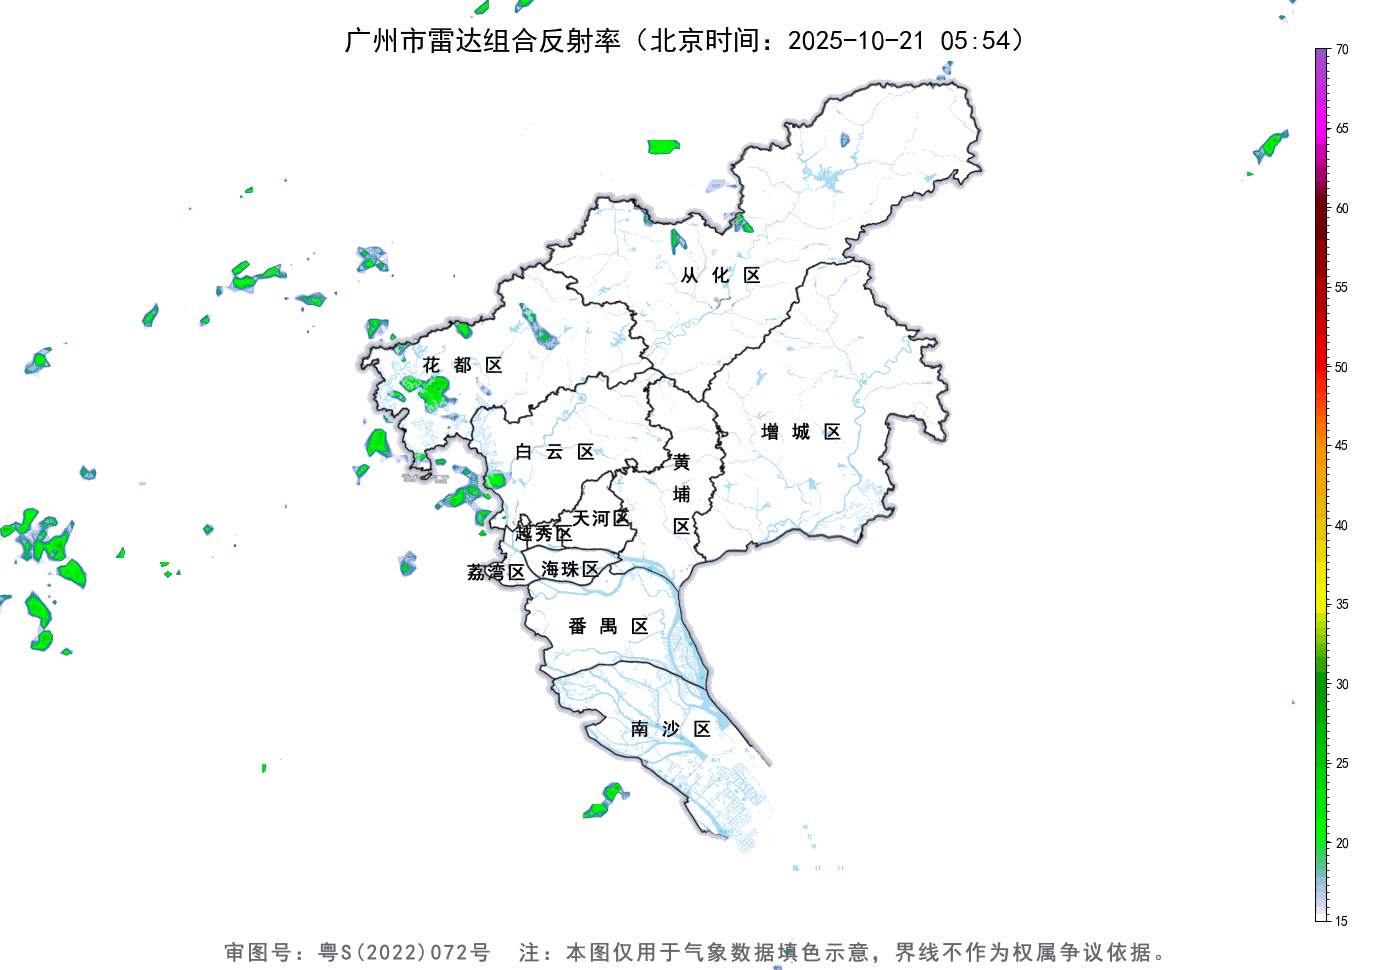 广州市雷达组合反射率（北京时间：2025-10-21 05:54）
70
65
60
55
50
45
40
35
30
25
20
15
从化区
花都区
增城区
白云区
黄埔区
天河区
越秀区
荔湾区
海珠区
番禺区
南沙区
审图号：粤S(2022)072号 注：本图仅用于气象数据填色示意，界线不作为权属争议依据。